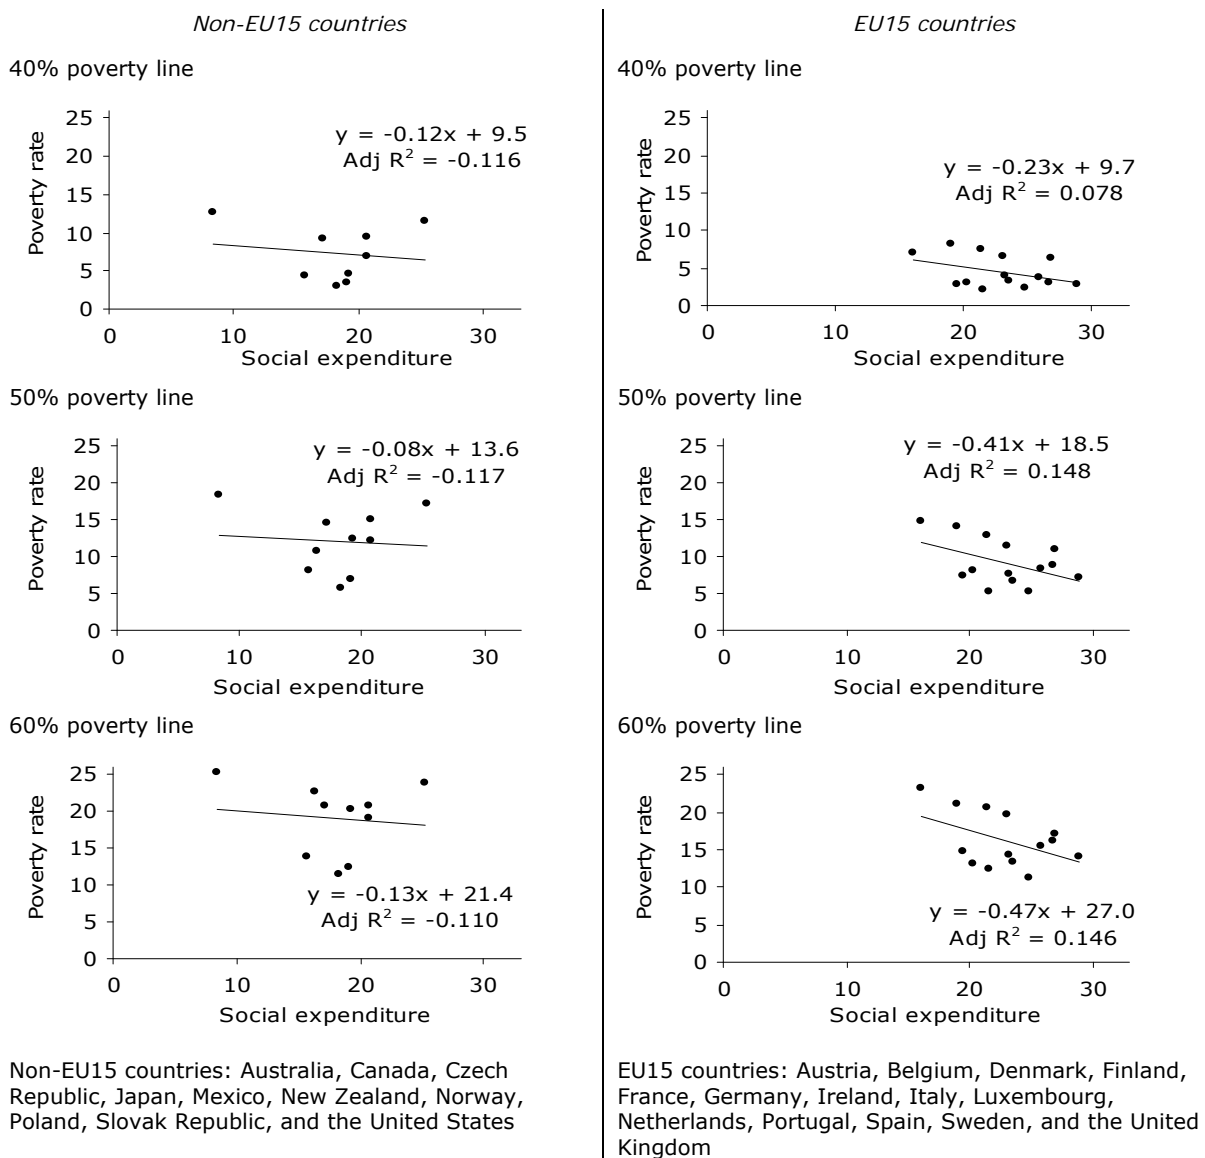 Non-EU15 countries
40% poverty line
25
20
15
10
5
0
0 10 20 30
Poverty rate
Social expenditure
y = -0.12x + 9.5
Adj R² = -0.116
50% poverty line
25
20
15
10
5
0
0 10 20 30
Poverty rate
Social expenditure
y = -0.08x + 13.6
Adj R² = -0.117
60% poverty line
25
20
15
10
5
0
0 10 20 30
Poverty rate
Social expenditure
y = -0.13x + 21.4
Adj R² = -0.110
Non-EU15 countries: Australia, Canada, Czech
Republic, Japan, Mexico, New Zealand, Norway,
Poland, Slovak Republic, and the United States
EU15 countries
40% poverty line
25
20
15
10
5
0
0 10 20 30
Poverty rate
Social expenditure
y = -0.23x + 9.7
Adj R² = 0.078
50% poverty line
25
20
15
10
5
0
0 10 20 30
Poverty rate
Social expenditure
y = -0.41x + 18.5
Adj R² = 0.148
60% poverty line
25
20
15
10
5
0
0 10 20 30
Poverty rate
Social expenditure
y = -0.47x + 27.0
Adj R² = 0.146
EU15 countries: Austria, Belgium, Denmark, Finland,
France, Germany, Ireland, Italy, Luxembourg,
Netherlands, Portugal, Spain, Sweden, and the United
Kingdom